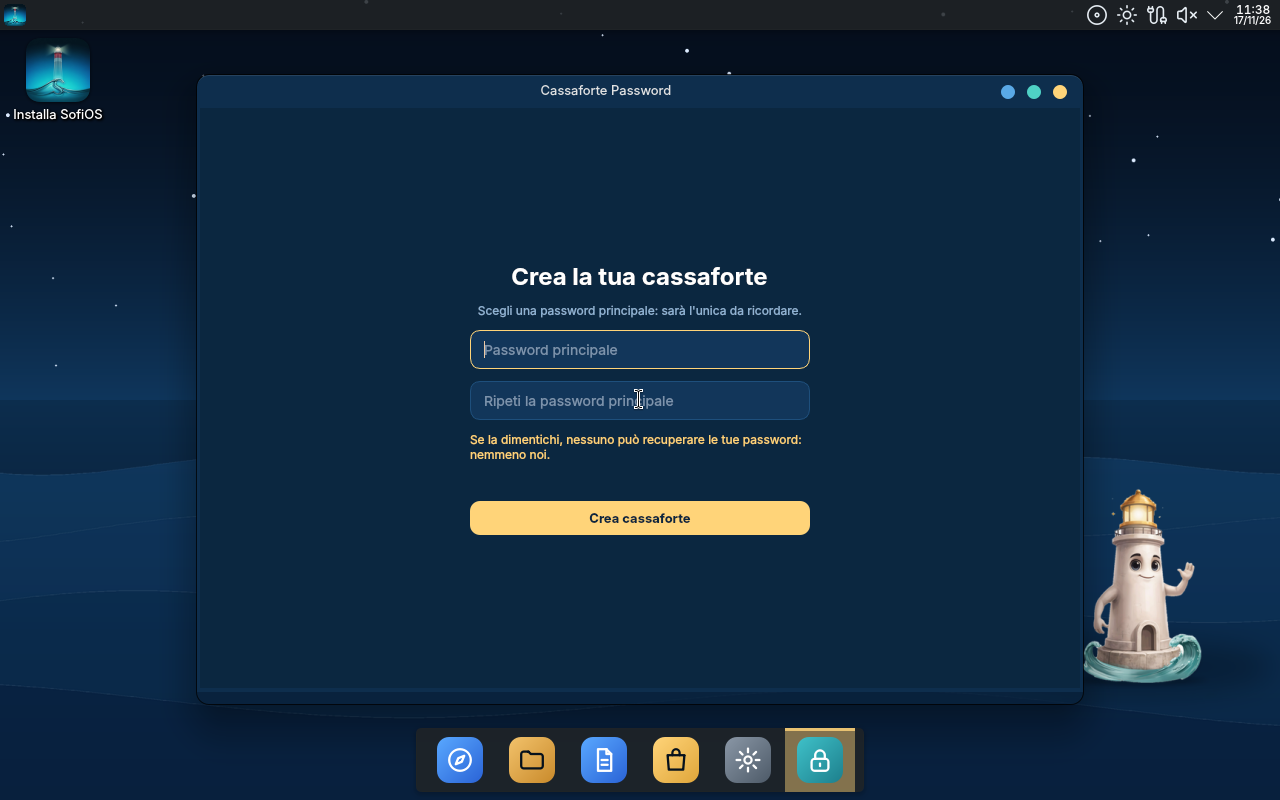 11:38
17/11/26
Installa SofiOS
Cassaforte Password
Crea la tua cassaforte
Scegli una password principale: sarà l'unica da ricordare.
Password principale
Ripeti la password principale
Se la dimentichi, nessuno può recuperare le tue password:
nemmeno noi.
Crea cassaforte